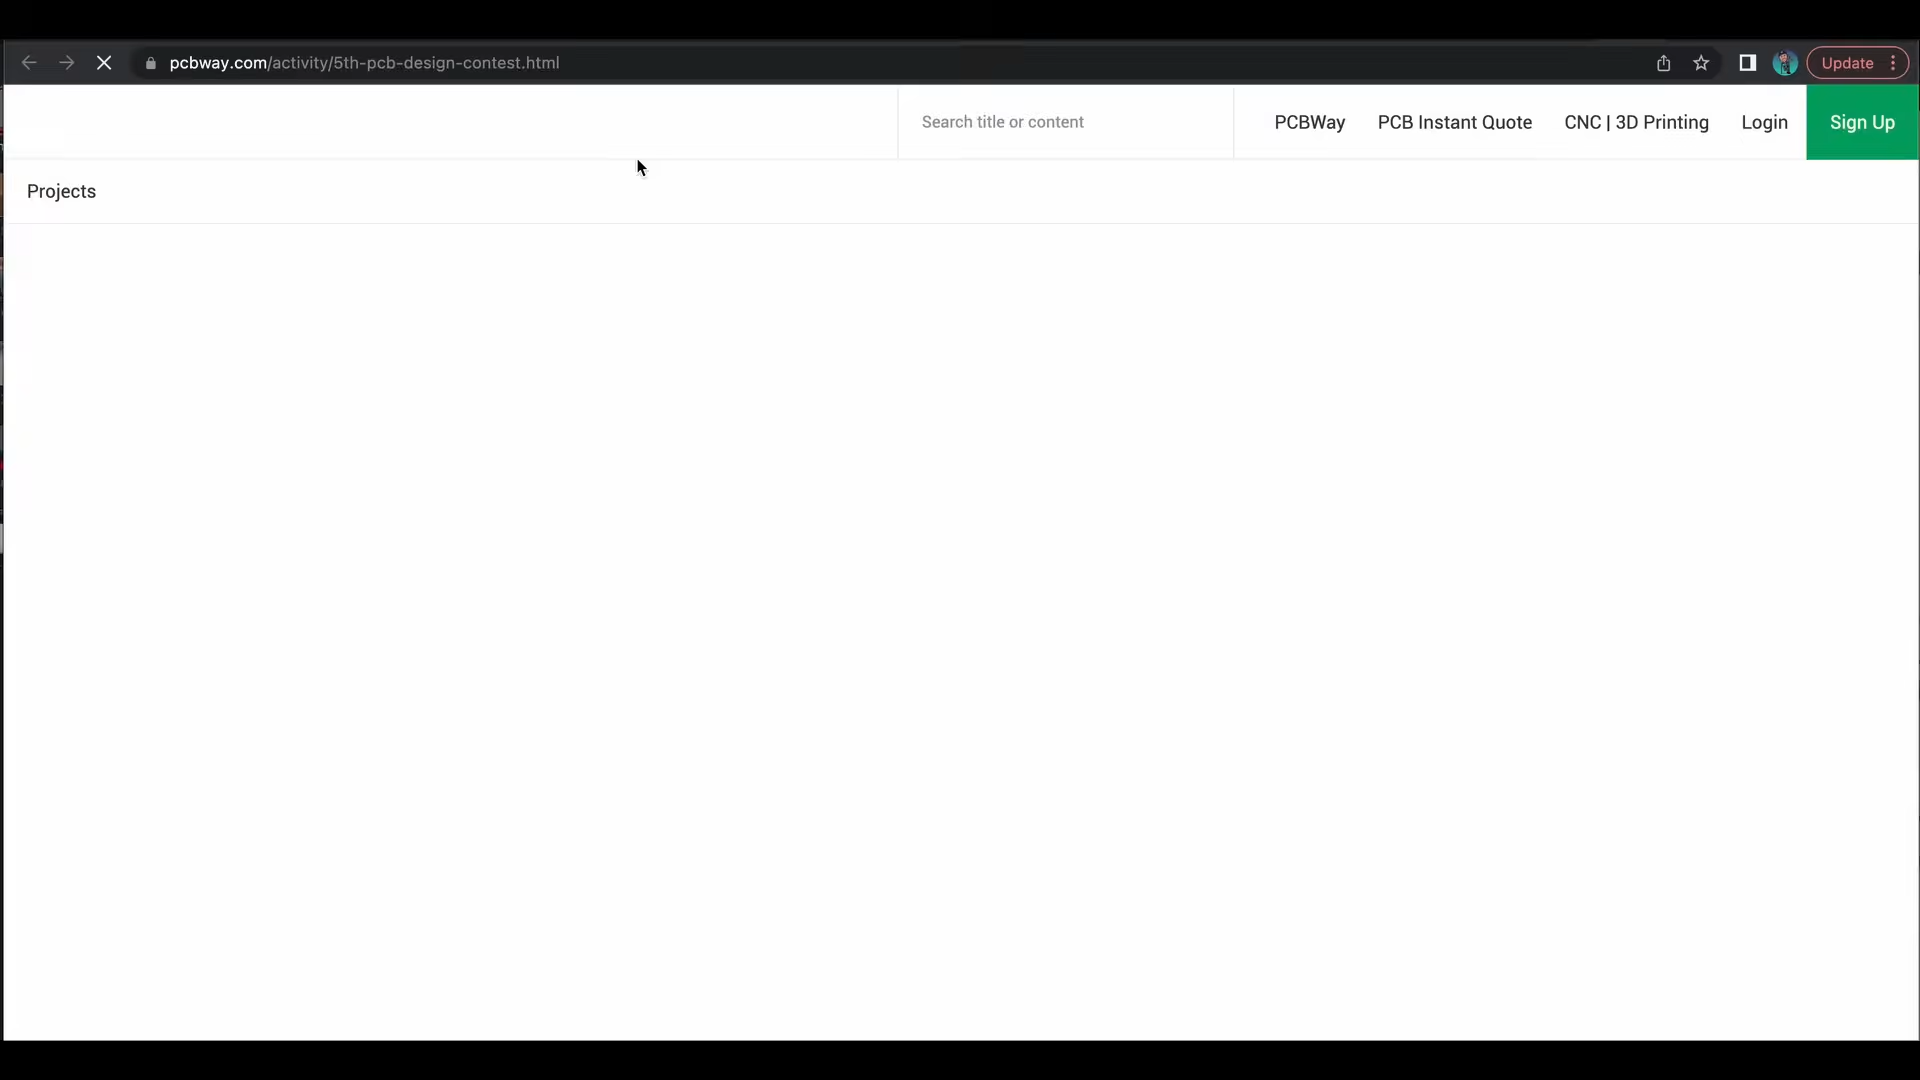 pcbway.com/activity/5th-pcb-design-contest.html
Update
Search title or content
PCBWay
PCB Instant Quote
CNC | 3D Printing
Login
Sign Up
Projects